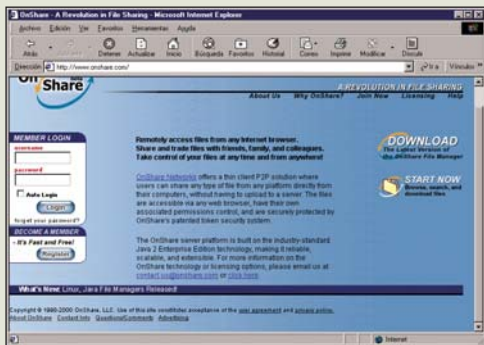 OnShare - A Revolution in File Sharing - Microsoft Internet Explorer
Archivo Edición Ver Favoritos Herramientas Ayuda
Atrás Detener Actualizar Inicio Búsqueda Favoritos Historial Correo Imprimir Modificar Discutir
Dirección http://www.onshare.com/ Ir a Vínculos
On Share
A REVOLUTION IN FILE SHARING
About Us Why OnShare? Join Now Licensing Help
MEMBER LOGIN
username
password
Auto Login
Login
forget your password?
BECOME A MEMBER
- It's Fast and Free!
Register
Remotely access files from any Internet browser.
Share and trade files with friends, family, and colleagues.
Take control of your files at any time and from anywhere!
OnShare Networks offers a thin client P2P solution where
users can share any type of file from any platform directly from
their computers, without having to upload to a server. The files
are accessible via any web browser, have their own
associated permissions control, and are securely protected by
OnShare's patented token security system.
The OnShare server platform is built on the industry-standard
Java 2 Enterprise Edition technology, making it reliable,
scalable, and extensible. For more information on the
OnShare technology or licensing options, please email us at
contact.us@onshare.com or click here.
DOWNLOAD
The Latest Version of
the OnShare File Manager
START NOW
Browse, search, and
download files
What's New: Linux, Java File Managers Released!
Copyright © 1990-2000 OnShare, LLC. Use of this site constitutes acceptance of the user agreement and privacy policy.
About OnShare Contact Info Questions/Comments Advertising
Internet